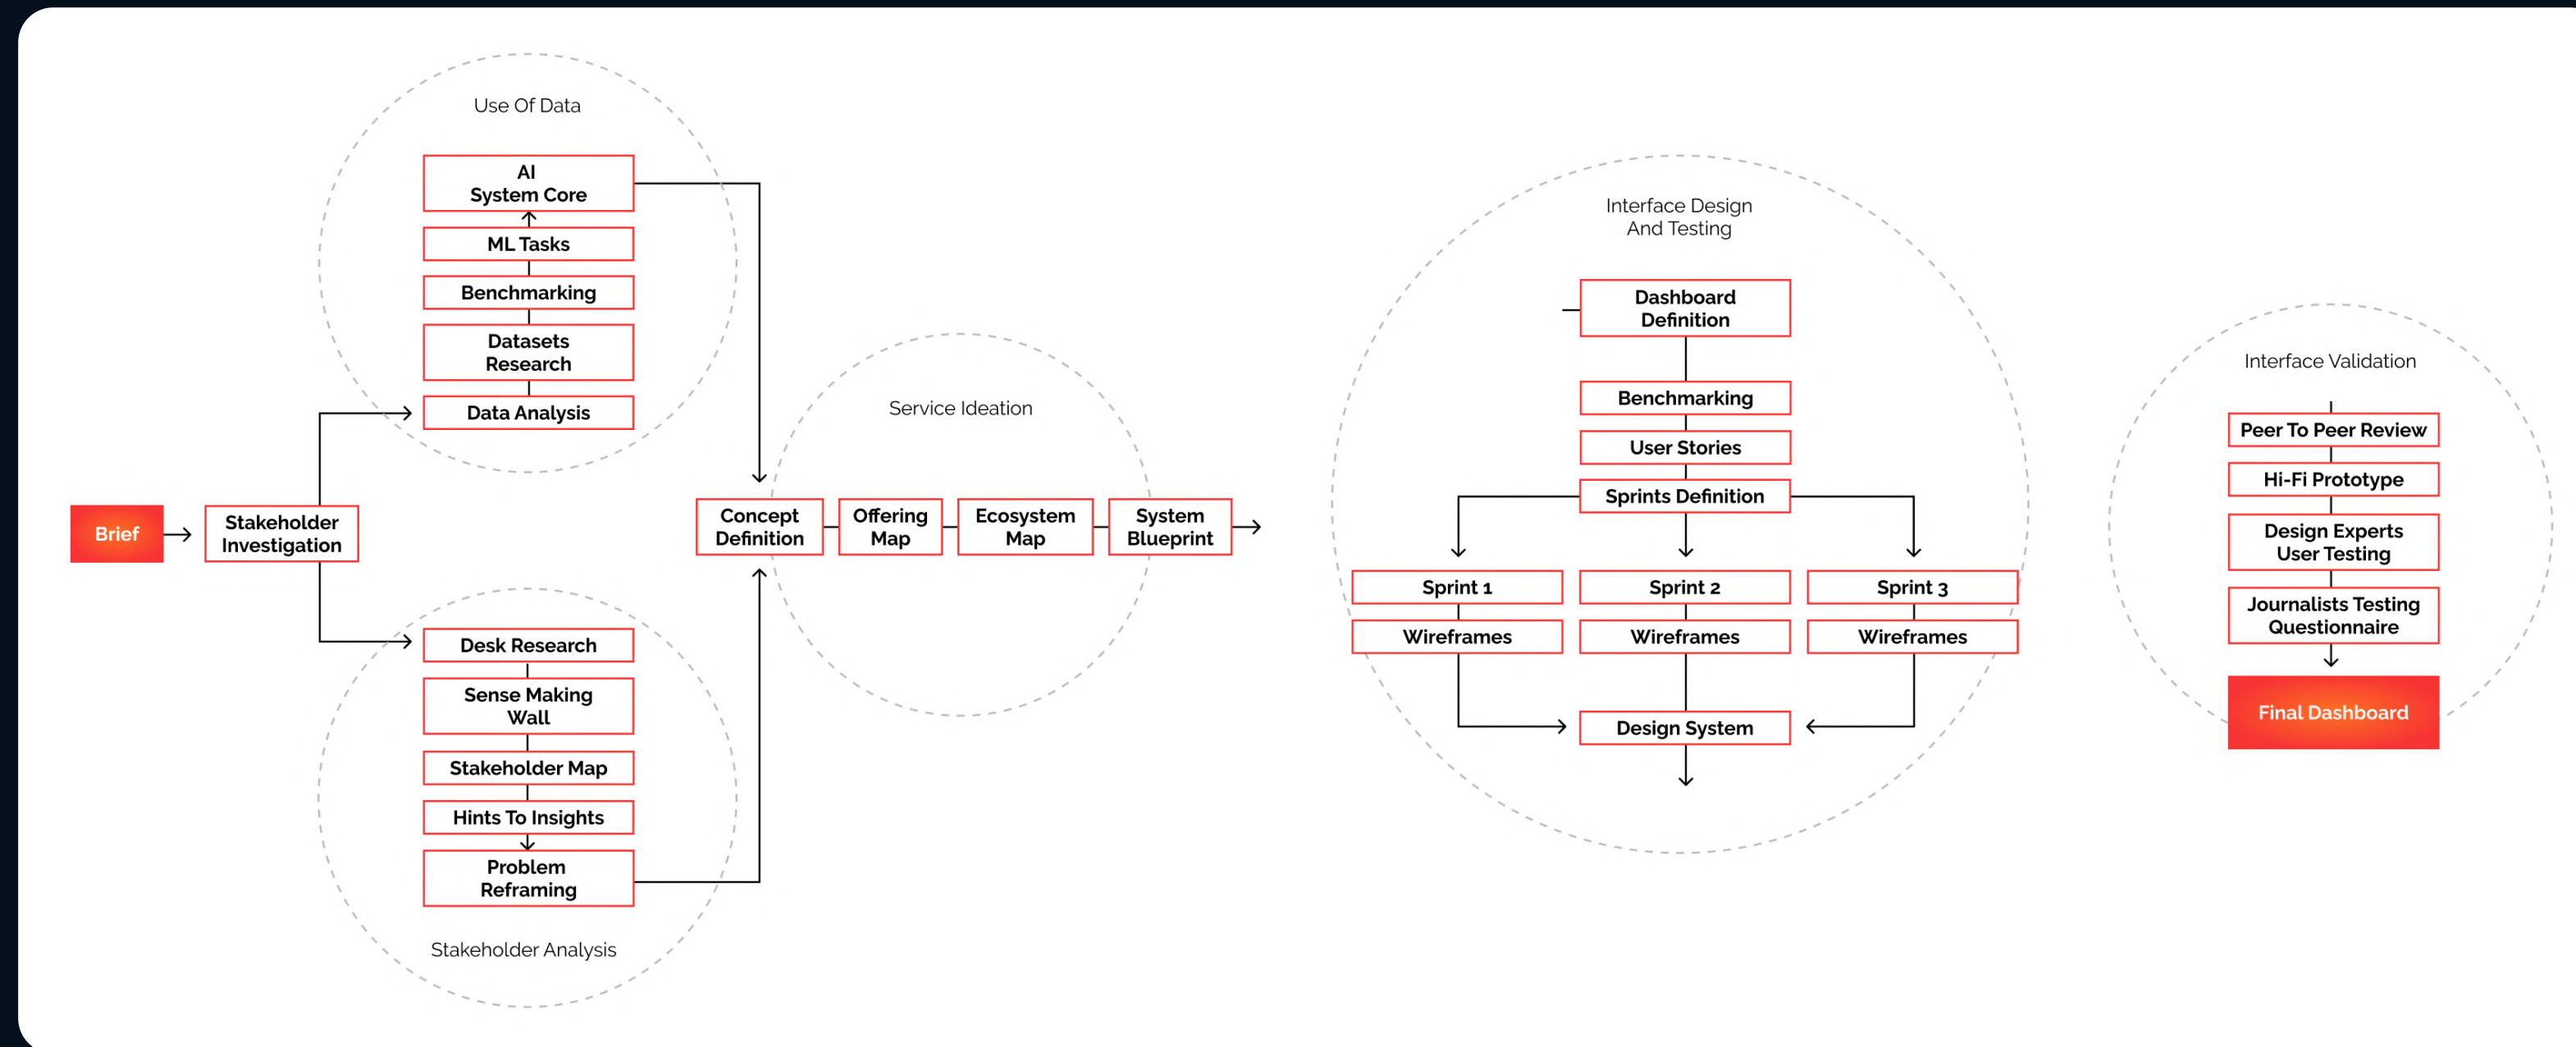 Use Of Data
AI
System Core
ML Tasks
Benchmarking
Datasets
Research
Data Analysis
Brief
Stakeholder
Investigation
Desk Research
Sense Making
Wall
Stakeholder Map
Hints To Insights
Problem
Reframing
Stakeholder Analysis
Service Ideation
Concept
Definition
Offering
Map
Ecosystem
Map
System
Blueprint
Interface Design
And Testing
Dashboard
Definition
Benchmarking
User Stories
Sprints Definition
Sprint 1
Sprint 2
Sprint 3
Wireframes
Wireframes
Wireframes
Design System
Interface Validation
Peer To Peer Review
Hi-Fi Prototype
Design Experts
User Testing
Journalists Testing
Questionnaire
Final Dashboard